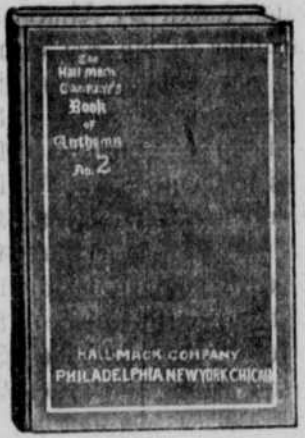 The
Hall Mack
Company's
Book
of
Anthems
No. 2
HALL-MACK COMPANY
PHILADELPHIA NEW YORK CHICAGO